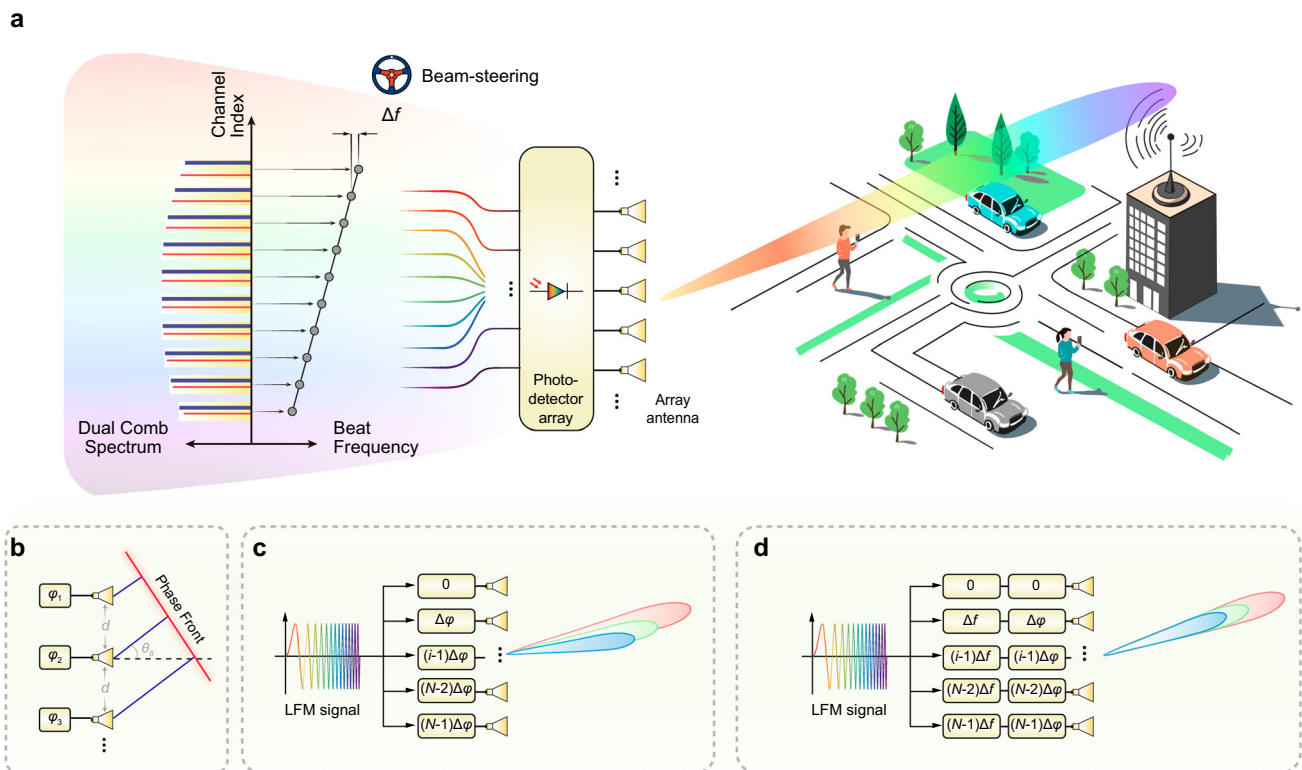 a
Beam-steering
Δf
Channel
Index
Dual Comb
Spectrum
Beat
Frequency
Photo-
detector
array
Array
antenna
b
φ1
φ2
φ3
d
d
θB
Phase Front
c
LFM signal
0
Δφ
(i-1)Δφ
(N-2)Δφ
(N-1)Δφ
d
LFM signal
0 0
Δf Δφ
(i-1)Δf (i-1)Δφ
(N-2)Δf (N-2)Δφ
(N-1)Δf (N-1)Δφ